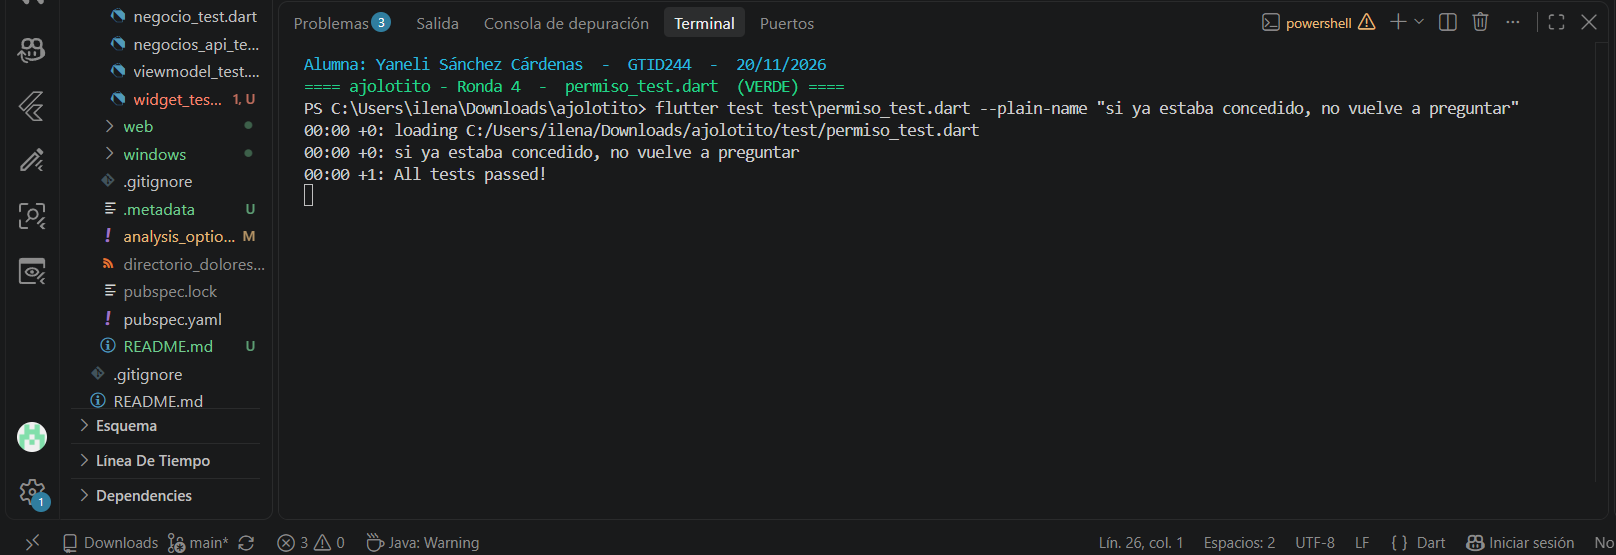 negocio_test.dart
negocios_api_te...
viewmodel_test....
widget_tes... 1, U
web
windows
.gitignore
.metadata U
analysis_optio... M
directorio_dolores...
pubspec.lock
pubspec.yaml
README.md U
.gitignore
README.md
Esquema
Línea De Tiempo
Dependencies
1
Problemas 3 Salida Consola de depuración Terminal Puertos
powershell
Alumna: Yaneli Sánchez Cárdenas - GTID244 - 20/11/2026
==== ajolotito - Ronda 4 - permiso_test.dart (VERDE) ====
PS C:\Users\ilena\Downloads\ajolotito> flutter test test\permiso_test.dart --plain-name "si ya estaba concedido, no vuelve a preguntar"
00:00 +0: loading C:/Users/ilena/Downloads/ajolotito/test/permiso_test.dart
00:00 +0: si ya estaba concedido, no vuelve a preguntar
00:00 +1: All tests passed!
Downloads main* 3 0 Java: Warning Lín. 26, col. 1 Espacios: 2 UTF-8 LF { } Dart Iniciar sesión No